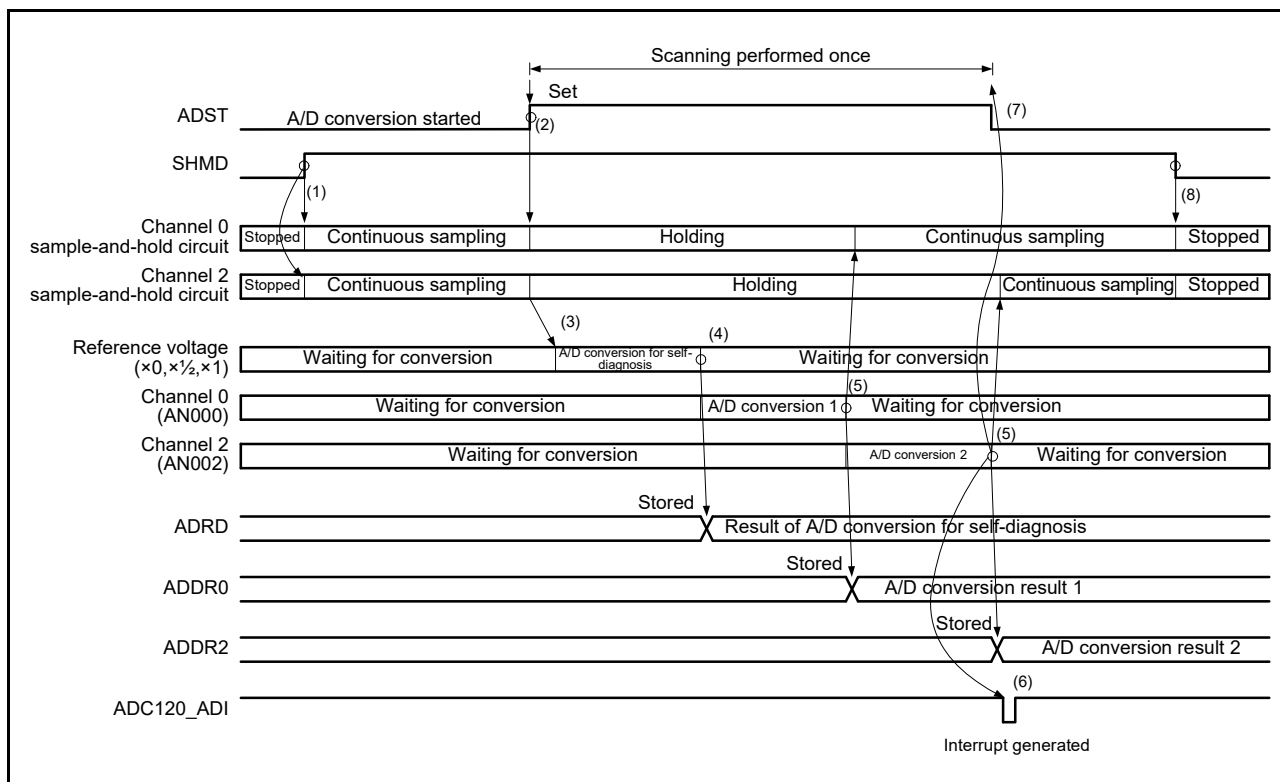 Scanning performed once
Set
ADST
A/D conversion started
(2)
(7)
SHMD
(1)
(8)
Channel 0
sample-and-hold circuit
Stopped
Continuous sampling
Holding
Continuous sampling
Stopped
Channel 2
sample-and-hold circuit
Stopped
Continuous sampling
Holding
Continuous sampling
Stopped
(3)
(4)
Reference voltage
(×0,×½,×1)
Waiting for conversion
A/D conversion for self-
diagnosis
Waiting for conversion
Channel 0
(AN000)
Waiting for conversion
A/D conversion 1
(5)
Waiting for conversion
Channel 2
(AN002)
Waiting for conversion
A/D conversion 2
(5)
Waiting for conversion
Stored
ADRD
Result of A/D conversion for self-diagnosis
Stored
ADDR0
A/D conversion result 1
Stored
ADDR2
A/D conversion result 2
(6)
ADC120_ADI
Interrupt generated